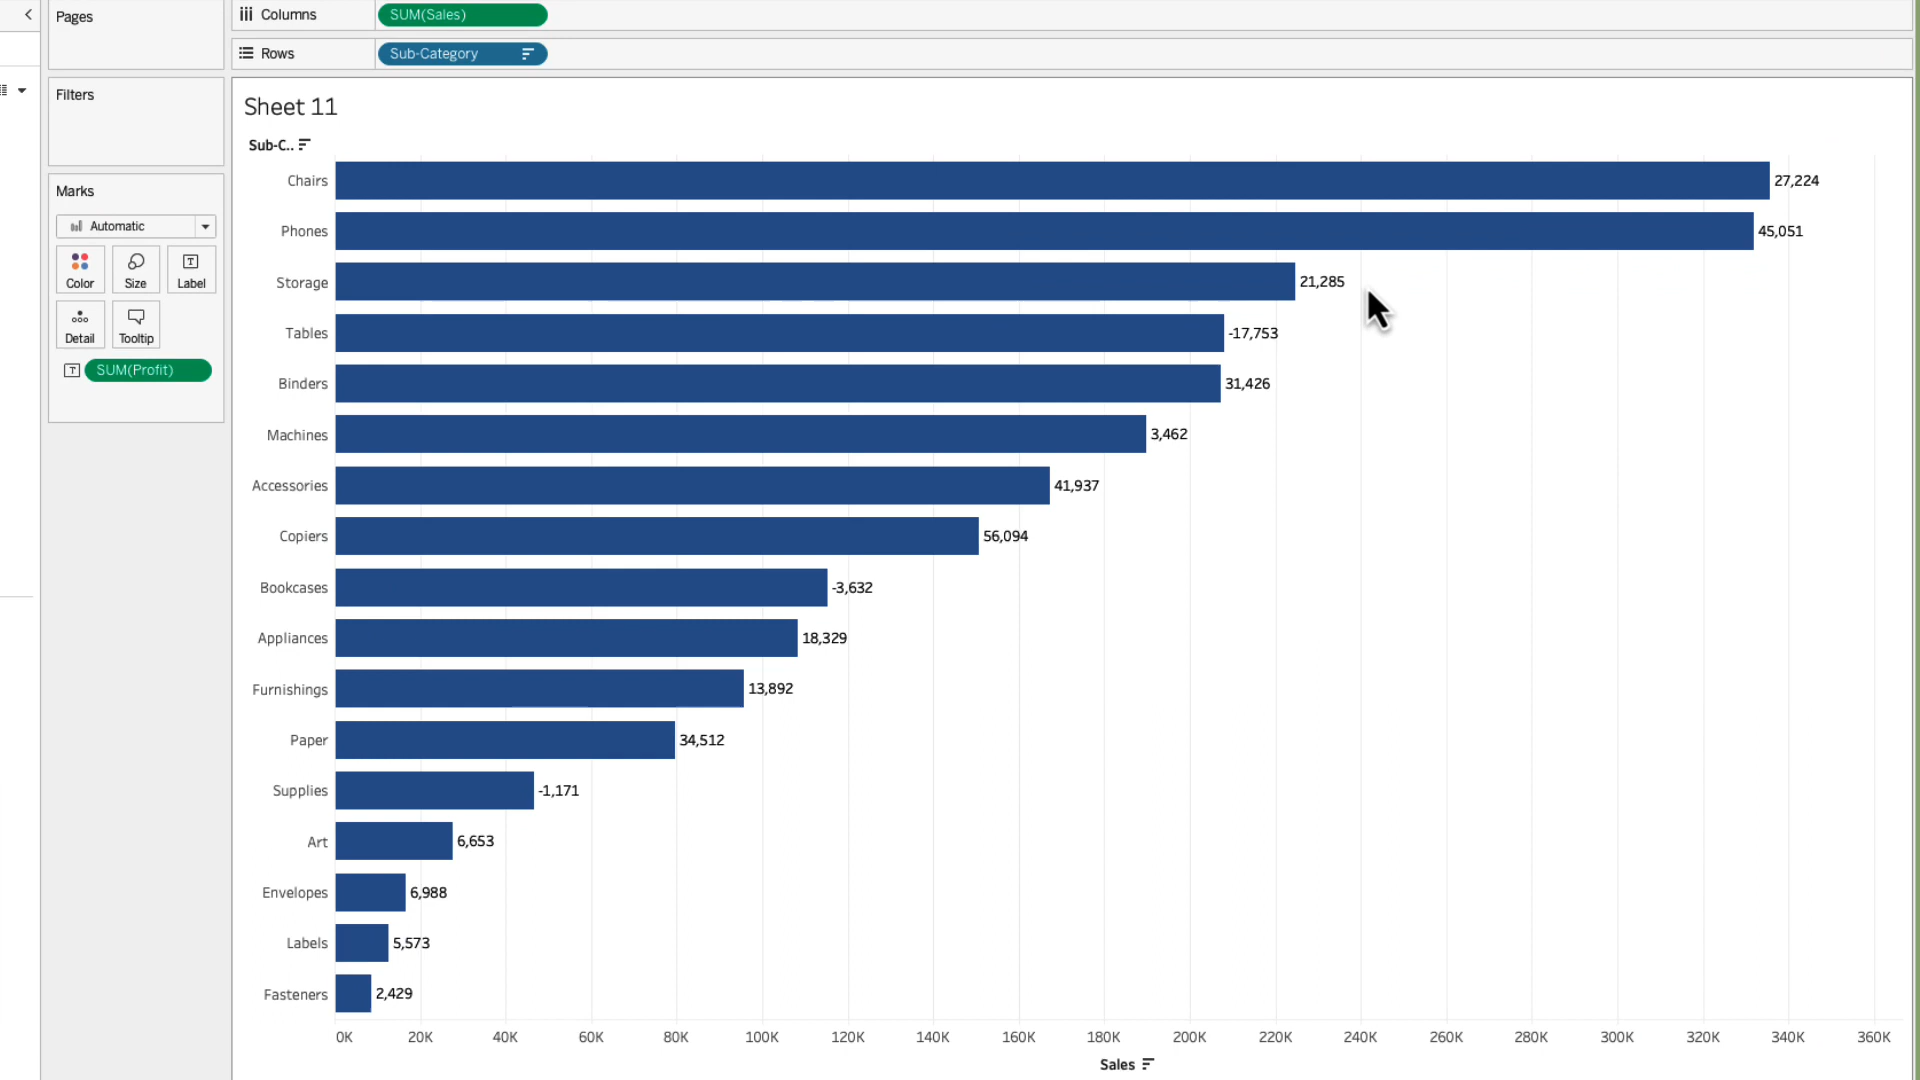 Pages
Columns
SUM(Sales)
Rows
Sub-Category
Filters
Marks
Automatic
Color
Size
Label
Detail
Tooltip
SUM(Profit)
Sheet 11
Sub-C..
Chairs 27,224
Phones 45,051
Storage 21,285
Tables -17,753
Binders 31,426
Machines 3,462
Accessories 41,937
Copiers 56,094
Bookcases -3,632
Appliances 18,329
Furnishings 13,892
Paper 34,512
Supplies -1,171
Art 6,653
Envelopes 6,988
Labels 5,573
Fasteners 2,429
0K 20K 40K 60K 80K 100K 120K 140K 160K 180K 200K 220K 240K 260K 280K 300K 320K 340K 360K
Sales